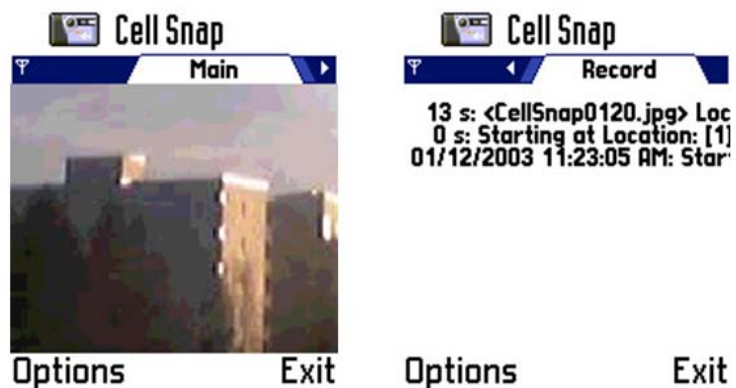 Cell Snap
Main
Options Exit
Cell Snap
Record
13 s: <CellSnap0120.jpg> Loc
0 s: Starting at Location: [1]
01/12/2003 11:23:05 AM: Star
Options Exit